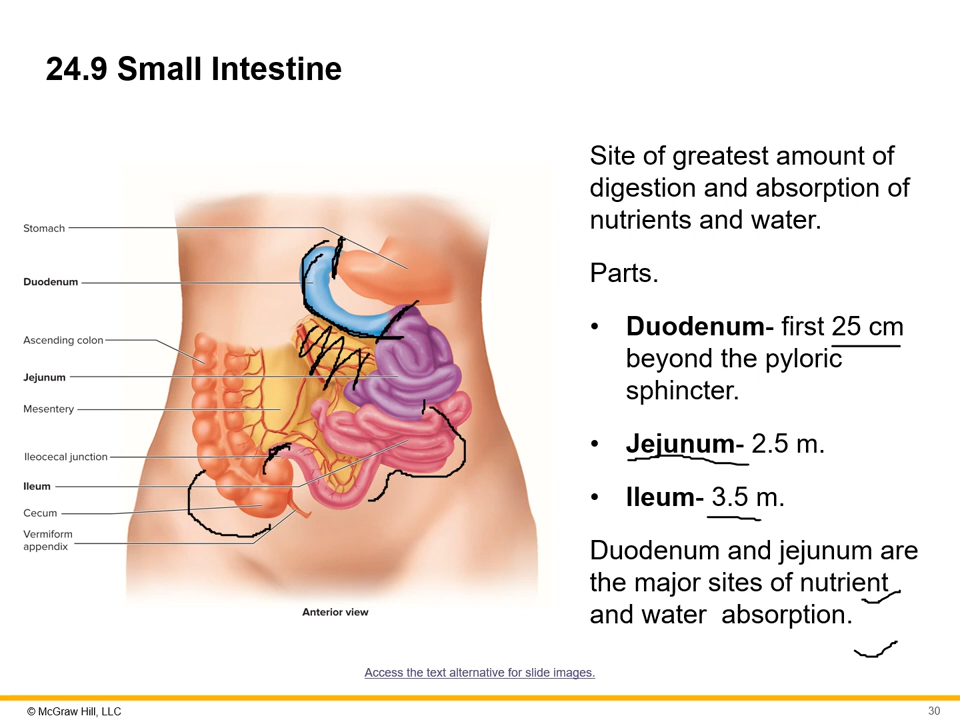 24.9 Small Intestine
Site of greatest amount of
digestion and absorption of
nutrients and water.
Parts.
• Duodenum- first 25 cm
beyond the pyloric
sphincter.
• Jejunum- 2.5 m.
• Ileum- 3.5 m.
Duodenum and jejunum are
the major sites of nutrient
and water  absorption.
Stomach
Duodenum
Ascending colon
Jejunum
Mesentery
Ileocecal junction
Ileum
Cecum
Vermiform
appendix
Anterior view
Access the text alternative for slide images.
© McGraw Hill, LLC
30